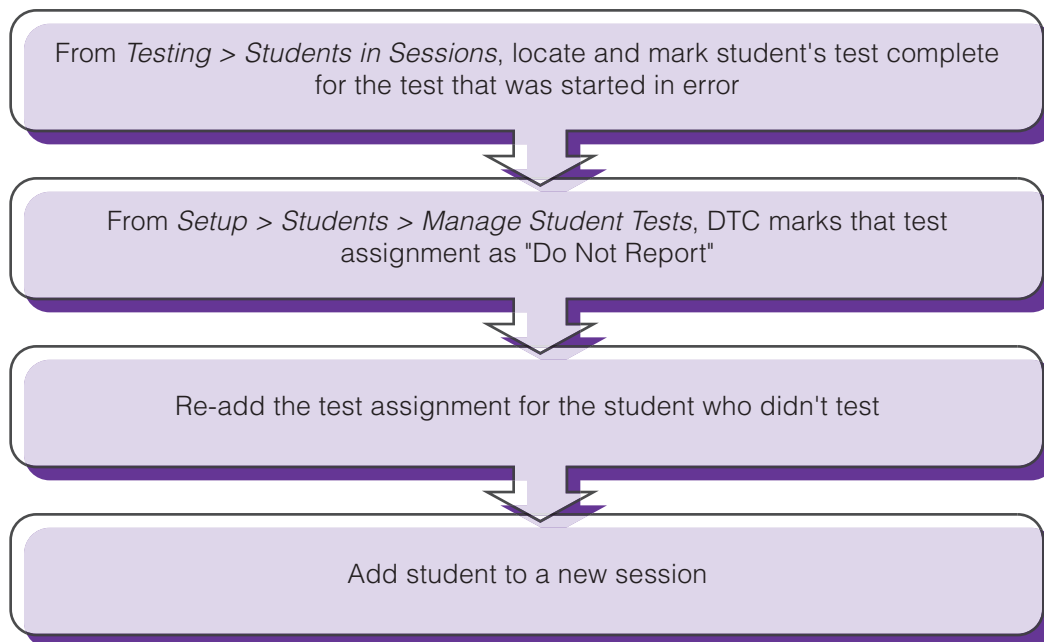 From Testing > Students in Sessions, locate and mark student's test complete
for the test that was started in error
From Setup > Students > Manage Student Tests, DTC marks that test
assignment as "Do Not Report"
Re-add the test assignment for the student who didn't test
Add student to a new session